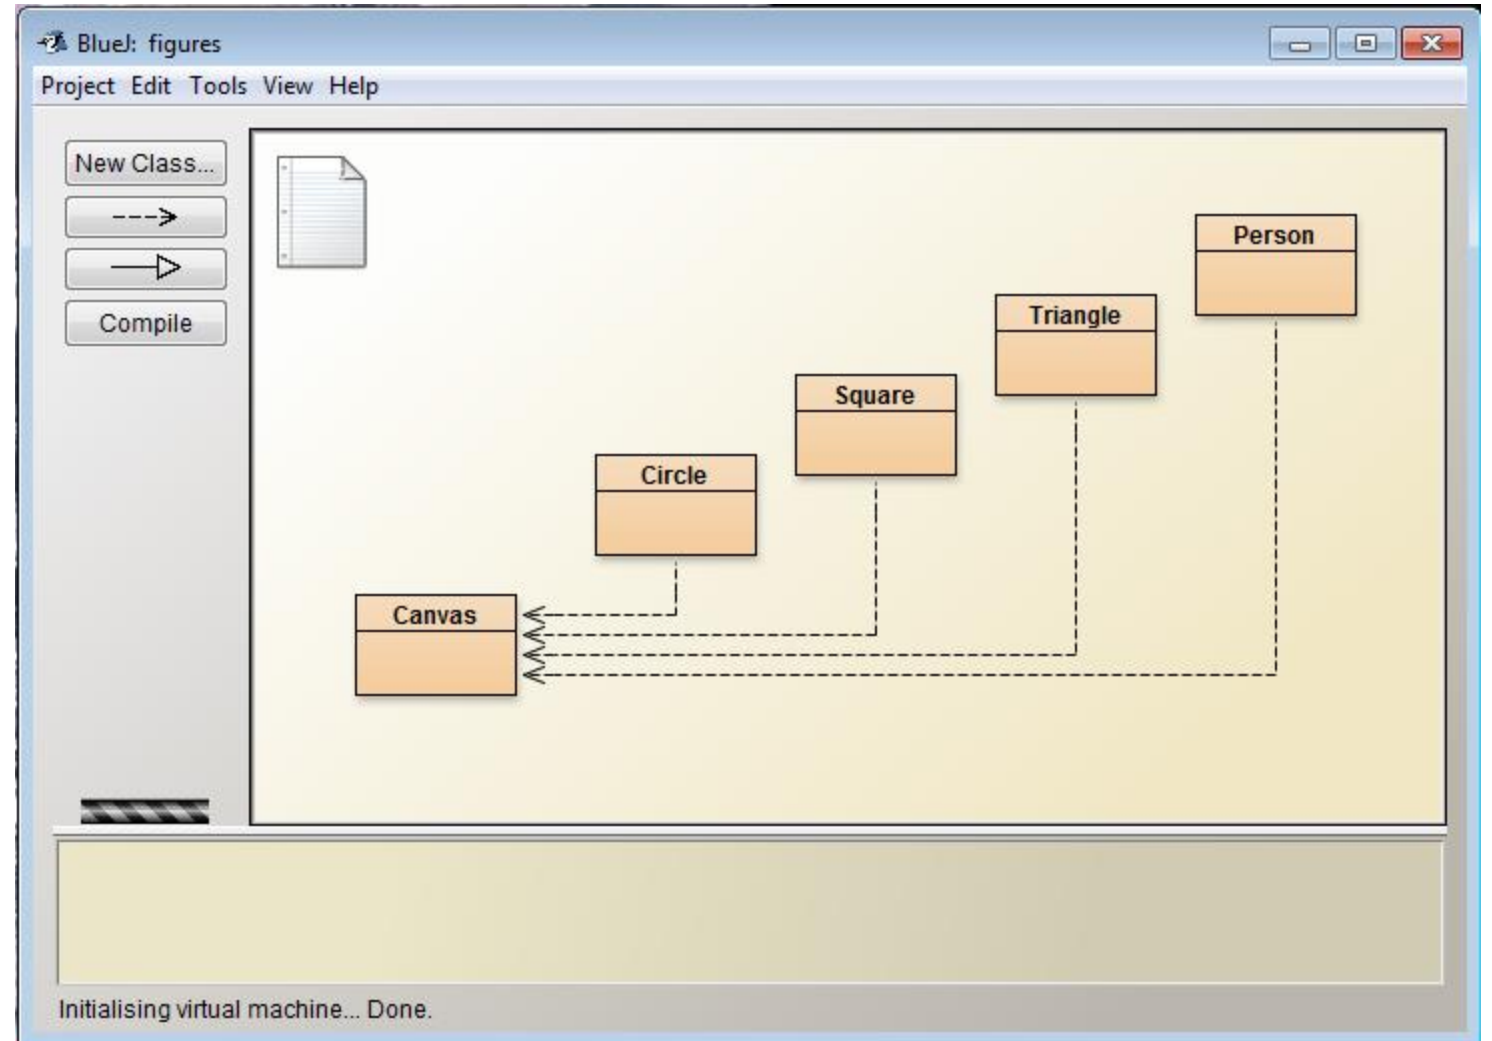 BlueJ: figures
Project Edit Tools View Help
New Class...
Compile
Person
Triangle
Square
Circle
Canvas
Initialising virtual machine... Done.